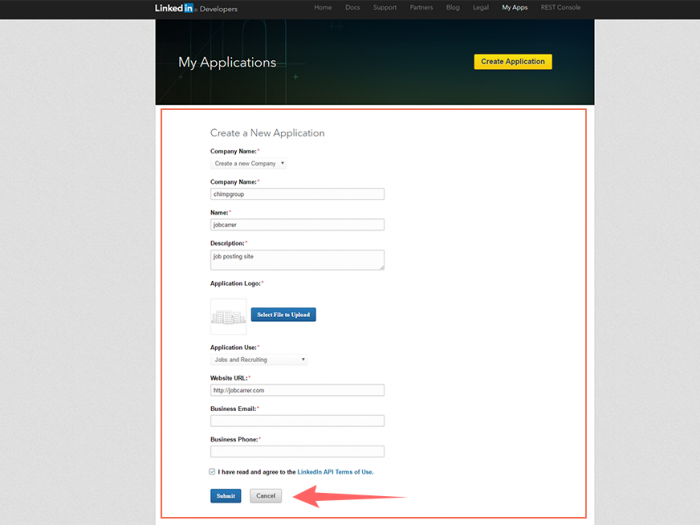 Linked in Developers Home Docs Support Partners Blog Legal My Apps REST Console
My Applications Create Application
Create a New Application
Company Name:*
Create a new Company
Company Name:*
chimpgroup
Name:*
jobcarrer
Description:*
job posting site
Application Logo:*
Select File to Upload
Application Use:*
Jobs and Recruiting
Website URL:*
http://jobcarrer.com
Business Email:*
Business Phone:*
I have read and agree to the LinkedIn API Terms of Use.
Submit Cancel